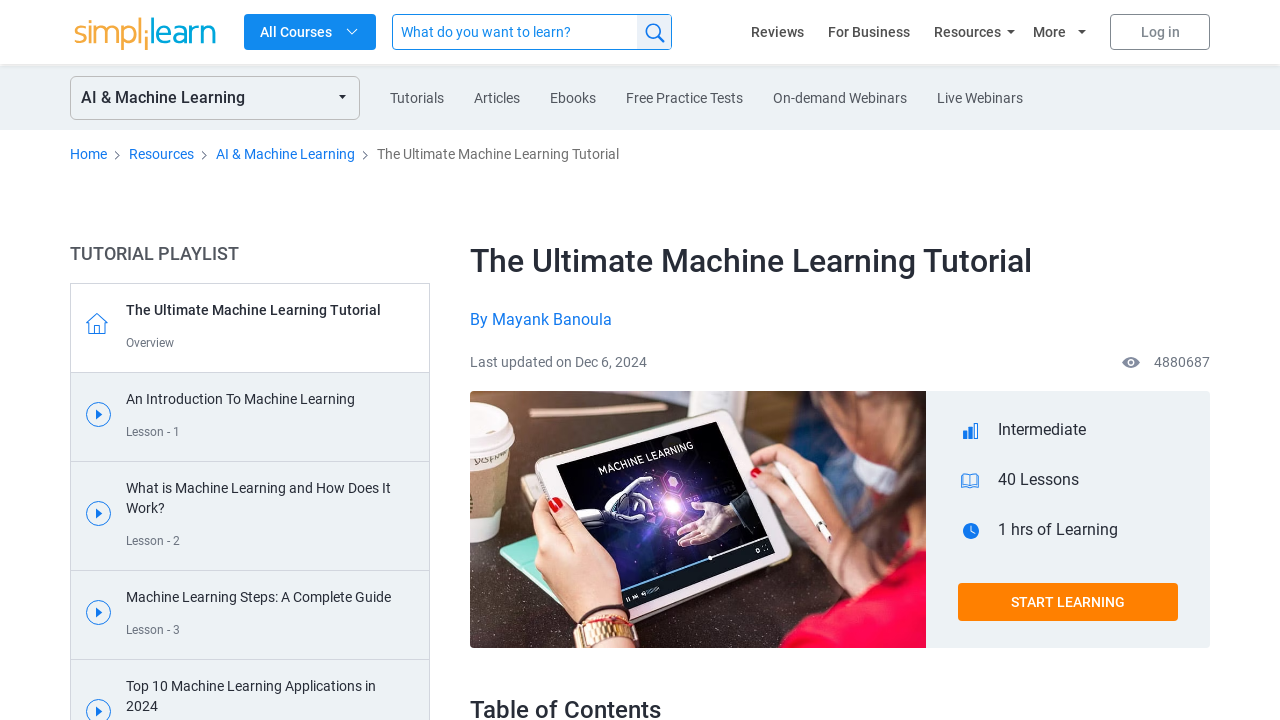 simplilearn
All Courses
What do you want to learn?
Reviews
For Business
Resources
More
Log in
AI & Machine Learning
Tutorials
Articles
Ebooks
Free Practice Tests
On-demand Webinars
Live Webinars
Home
Resources
AI & Machine Learning
The Ultimate Machine Learning Tutorial
TUTORIAL PLAYLIST
The Ultimate Machine Learning Tutorial
Overview
An Introduction To Machine Learning
Lesson - 1
What is Machine Learning and How Does It
Work?
Lesson - 2
Machine Learning Steps: A Complete Guide
Lesson - 3
Top 10 Machine Learning Applications in
2024
The Ultimate Machine Learning Tutorial
By Mayank Banoula
Last updated on Dec 6, 2024
4880687
MACHINE LEARNING
Intermediate
40 Lessons
1 hrs of Learning
START LEARNING
Table of Contents